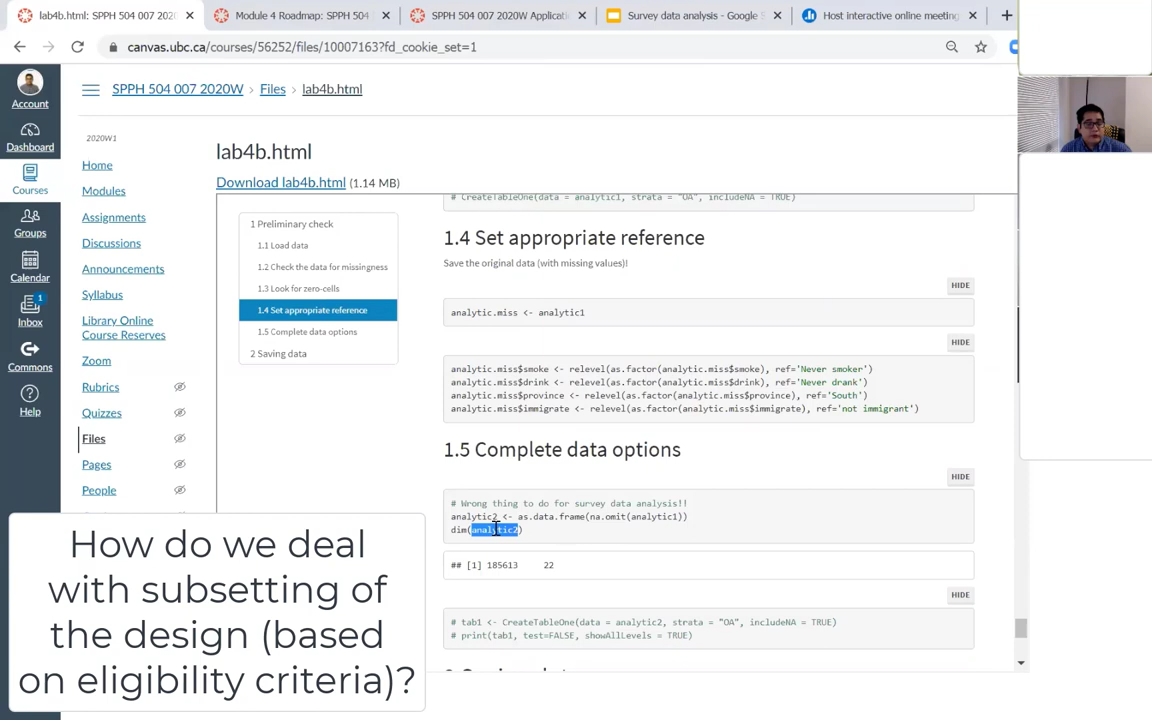 lab4b.html: SPPH 504 007 2020W
Module 4 Roadmap: SPPH 504
SPPH 504 007 2020W Applicati
Survey data analysis - Google S
Host interactive online meeting
canvas.ubc.ca/courses/56252/files/10007163?fd_cookie_set=1
Account
Dashboard
Courses
Groups
Calendar
1
Inbox
Commons
Help
SPPH 504 007 2020W > Files > lab4b.html
2020W1
Home
Modules
Assignments
Discussions
Announcements
Syllabus
Library Online
Course Reserves
Zoom
Rubrics
Quizzes
Files
Pages
People
lab4b.html
Download lab4b.html (1.14 MB)
1 Preliminary check
1.1 Load data
1.2 Check the data for missingness
1.3 Look for zero-cells
1.4 Set appropriate reference
1.5 Complete data options
2 Saving data
# CreateTableOne(data = analytic1, strata = "OA", includeNA = TRUE)
1.4 Set appropriate reference
Save the original data (with missing values)!
HIDE
analytic.miss <- analytic1
HIDE
analytic.miss$smoke <- relevel(as.factor(analytic.miss$smoke), ref='Never smoker')
analytic.miss$drink <- relevel(as.factor(analytic.miss$drink), ref='Never drank')
analytic.miss$province <- relevel(as.factor(analytic.miss$province), ref='South')
analytic.miss$immigrate <- relevel(as.factor(analytic.miss$immigrate), ref='not immigrant')
1.5 Complete data options
HIDE
# Wrong thing to do for survey data analysis!!
analytic2 <- as.data.frame(na.omit(analytic1))
dim(analytic2)
## [1] 185613 22
HIDE
# tab1 <- CreateTableOne(data = analytic2, strata = "OA", includeNA = TRUE)
# print(tab1, test=FALSE, showAllLevels = TRUE)
How do we deal
with subsetting of
the design (based
on eligibility criteria)?